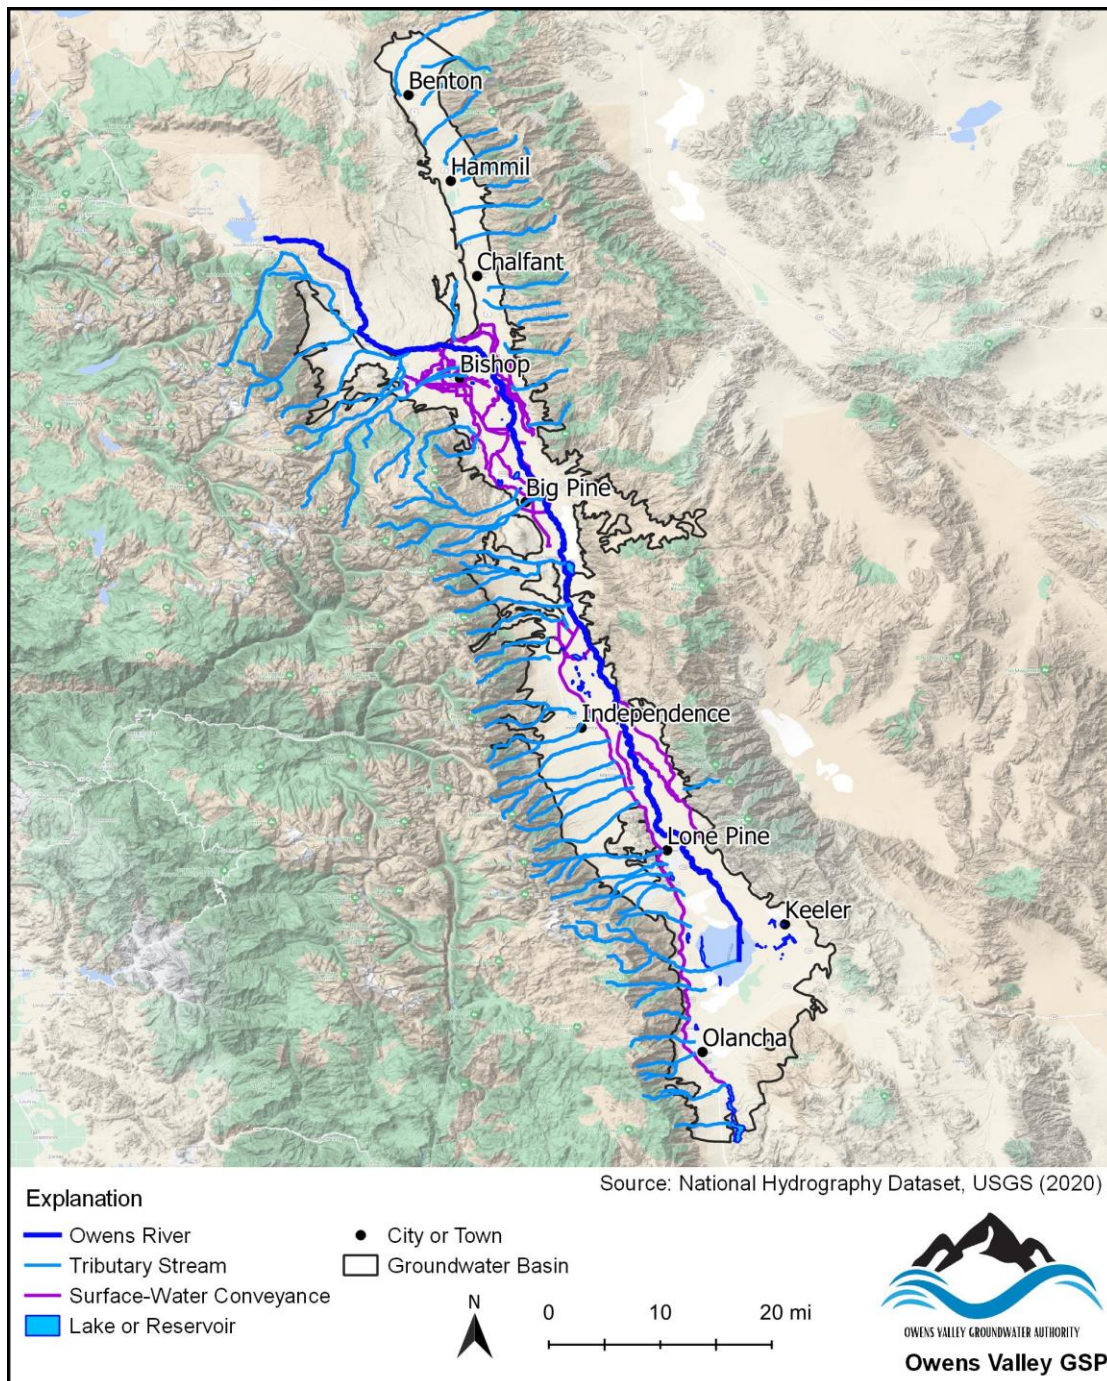 Benton
Hammil
Chalfant
Bishop
Big Pine
Independence
Lone Pine
Keeler
Olancha
Source: National Hydrography Dataset, USGS (2020)
Explanation
Owens River
Tributary Stream
Surface-Water Conveyance
Lake or Reservoir
City or Town
Groundwater Basin
N
0 10 20 mi
OWENS VALLEY GROUNDWATER AUTHORITY
Owens Valley GSP